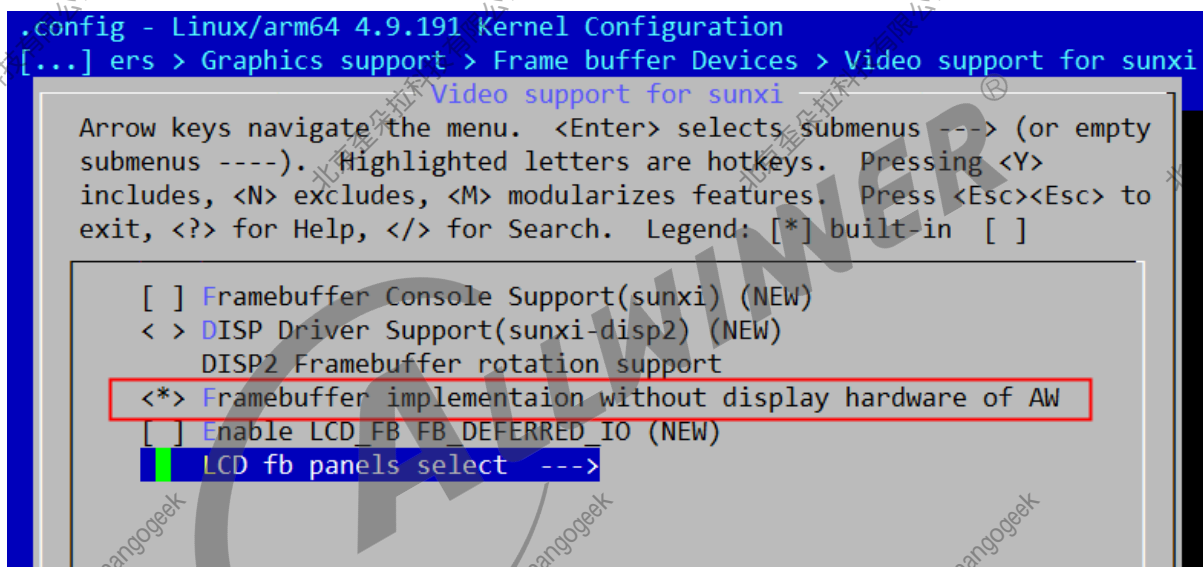 .config - Linux/arm64 4.9.191 Kernel Configuration
[...] ers > Graphics support > Frame buffer Devices > Video support for sunxi
Video support for sunxi
Arrow keys navigate the menu.  <Enter> selects submenus ---> (or empty
submenus ----).  Highlighted letters are hotkeys.  Pressing <Y>
includes, <N> excludes, <M> modularizes features.  Press <Esc><Esc> to
exit, <?> for Help, </> for Search.  Legend: [*] built-in  [ ]
[ ] Framebuffer Console Support(sunxi) (NEW)
< > DISP Driver Support(sunxi-disp2) (NEW)
DISP2 Framebuffer rotation support
<*> Framebuffer implementaion without display hardware of AW
[ ] Enable LCD_FB FB_DEFERRED_IO (NEW)
LCD fb panels select  --->
ALLWINNER®